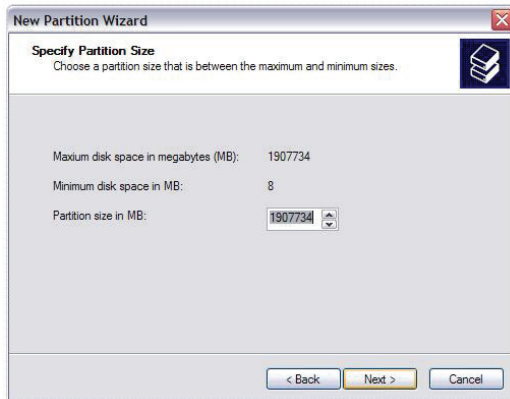 New Partition Wizard
Specify Partition Size
Choose a partition size that is between the maximum and minimum sizes.
Maxium disk space in megabytes (MB): 1907734
Minimum disk space in MB: 8
Partition size in MB: 1907734
< Back Next > Cancel